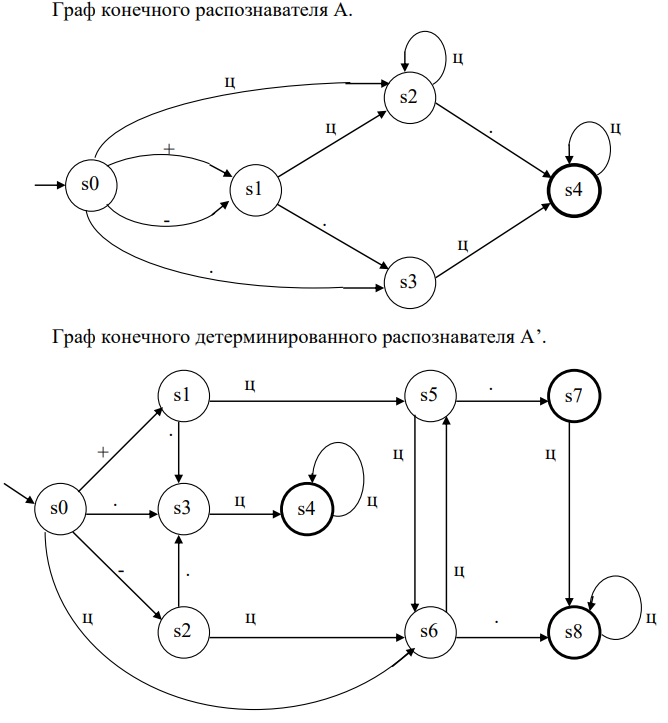 Граф конечного распознавателя А.
ц
ц
s2
ц
+
ц
.
s0
s1
s4
-
.
ц
.
s3
Граф конечного детерминированного распознавателя А’.
s1
ц
s5
.
s7
+
.
ц
ц
s0
.
s3
ц
s4
ц
-
.
ц
ц
s2
ц
s6
.
s8
ц